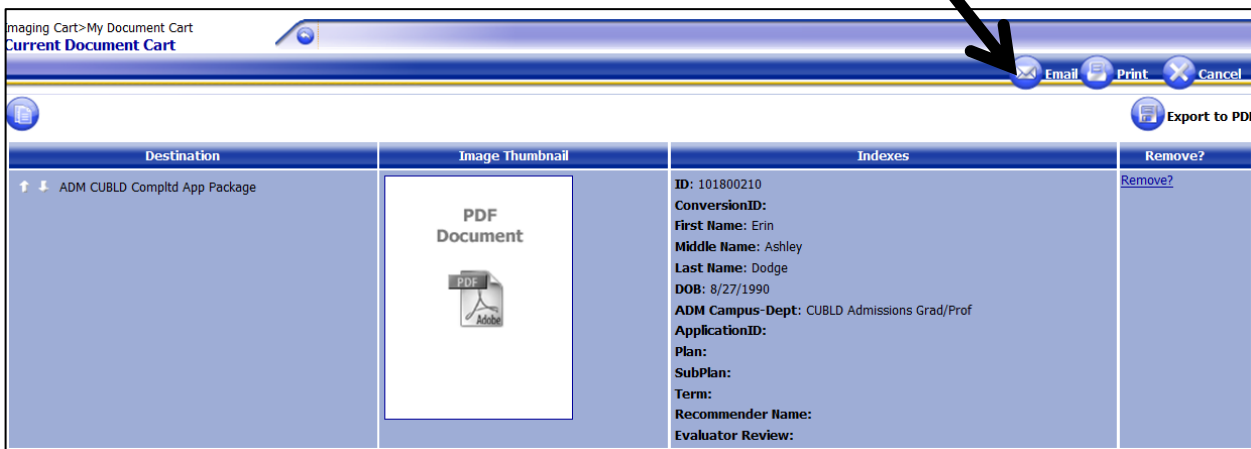 maging Cart>My Document Cart
Current Document Cart
Email Print Cancel
Export to PDF
Destination Image Thumbnail Indexes Remove?
ADM CUBLD Compltd App Package
PDF
Document
PDF
Adobe
ID: 101800210
ConversionID:
First Name: Erin
Middle Name: Ashley
Last Name: Dodge
DOB: 8/27/1990
ADM Campus-Dept: CUBLD Admissions Grad/Prof
ApplicationID:
Plan:
SubPlan:
Term:
Recommender Name:
Evaluator Review:
Remove?